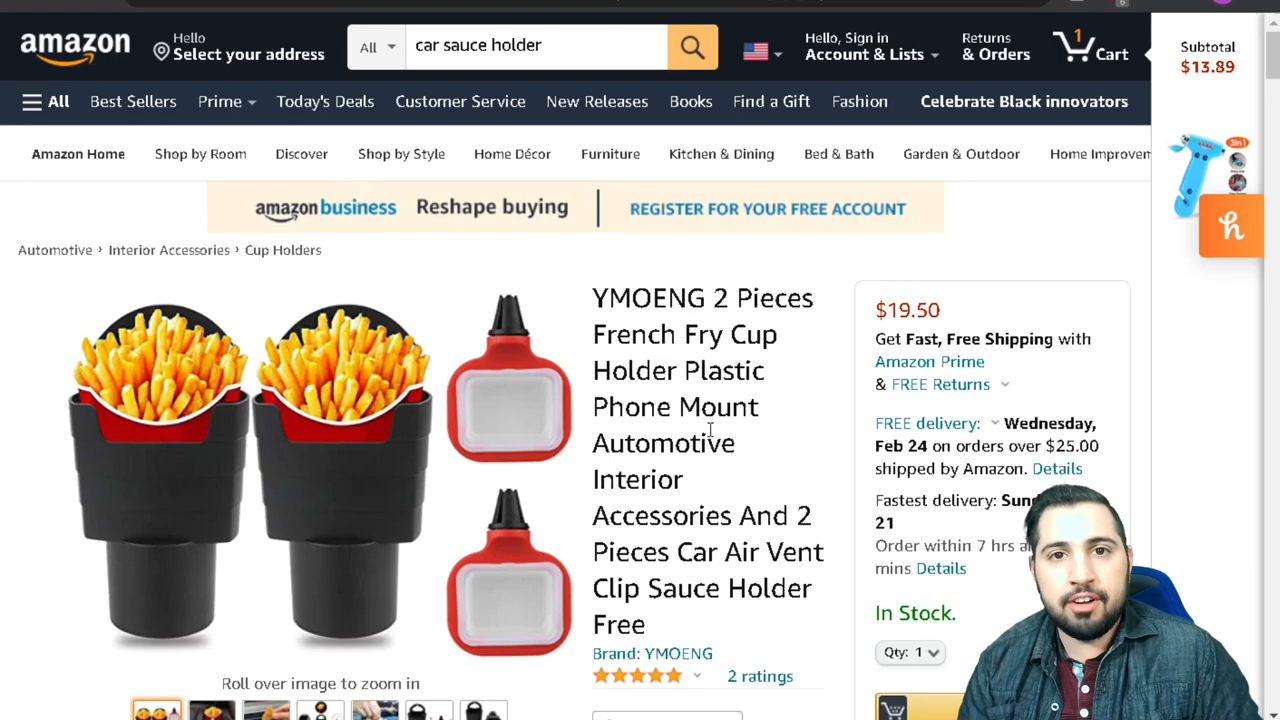 amazon
Hello
Select your address
All
car sauce holder
Hello, Sign in
Account & Lists
Returns
& Orders
1
Cart
Subtotal
$13.89
All
Best Sellers
Prime
Today's Deals
Customer Service
New Releases
Books
Find a Gift
Fashion
Celebrate Black innovators
Amazon Home
Shop by Room
Discover
Shop by Style
Home Décor
Furniture
Kitchen & Dining
Bed & Bath
Garden & Outdoor
Home Improvem
amazonbusiness
Reshape buying
REGISTER FOR YOUR FREE ACCOUNT
3in1
h
Automotive › Interior Accessories › Cup Holders
YMOENG 2 Pieces
French Fry Cup
Holder Plastic
Phone Mount
Automotive
Interior
Accessories And 2
Pieces Car Air Vent
Clip Sauce Holder
Free
Brand: YMOENG
2 ratings
Roll over image to zoom in
$19.50
Get Fast, Free Shipping with
Amazon Prime
& FREE Returns
FREE delivery: Wednesday,
Feb 24 on orders over $25.00
shipped by Amazon. Details
Fastest delivery:
21
Order within 7 hrs
mins Details
In Stock.
Qty: 1